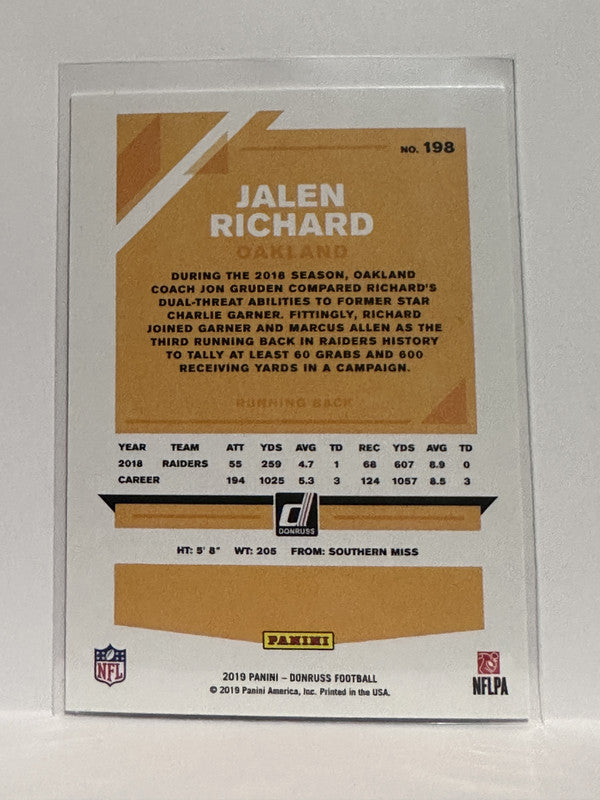 NO. 198
JALEN
RICHARD
OAKLAND
DURING THE 2018 SEASON, OAKLAND
COACH JON GRUDEN COMPARED RICHARD'S
DUAL-THREAT ABILITIES TO FORMER STAR
CHARLIE GARNER. FITTINGLY, RICHARD
JOINED GARNER AND MARCUS ALLEN AS THE
THIRD RUNNING BACK IN RAIDERS HISTORY
TO TALLY AT LEAST 60 GRABS AND 600
RECEIVING YARDS IN A CAMPAIGN.
RUNNING BACK
YEAR TEAM ATT YDS AVG TD REC YDS AVG TD
2018 RAIDERS 55 259 4.7 1 68 607 8.9 0
CAREER 194 1025 5.3 3 124 1057 8.5 3
d
DONRUSS
HT: 5' 8" WT: 205 FROM: SOUTHERN MISS
PANINI
NFL
2019 PANINI – DONRUSS FOOTBALL
© 2019 Panini America, Inc. Printed in the USA.
NFLPA